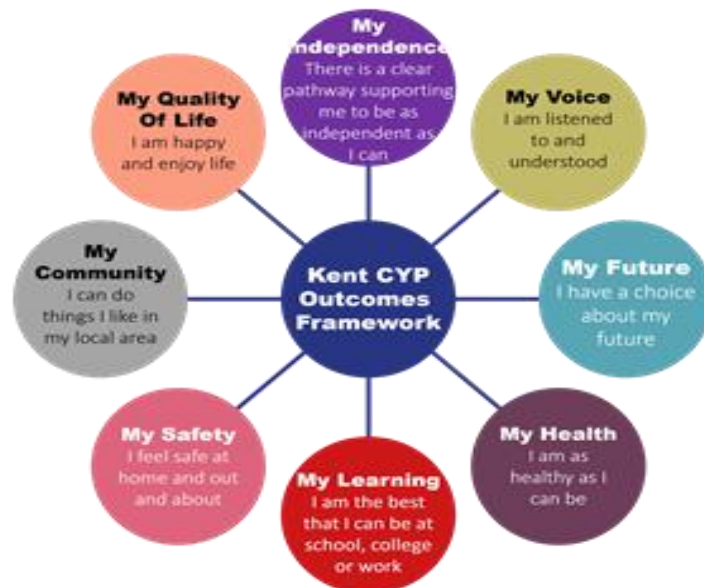 My
Independence
There is a clear
pathway supporting
me to be as
independent as
I can
My Voice
I am listened
to and
understood
My Future
I have a choice
about my
future
My Health
I am as
healthy as I
can be
My Learning
I am the best
that I can be at
school, college
or work
My Safety
I feel safe at
home and out
and about
My
Community
I can do
things I like in
my local area
My Quality
Of Life
I am happy
and enjoy life
Kent CYP
Outcomes
Framework